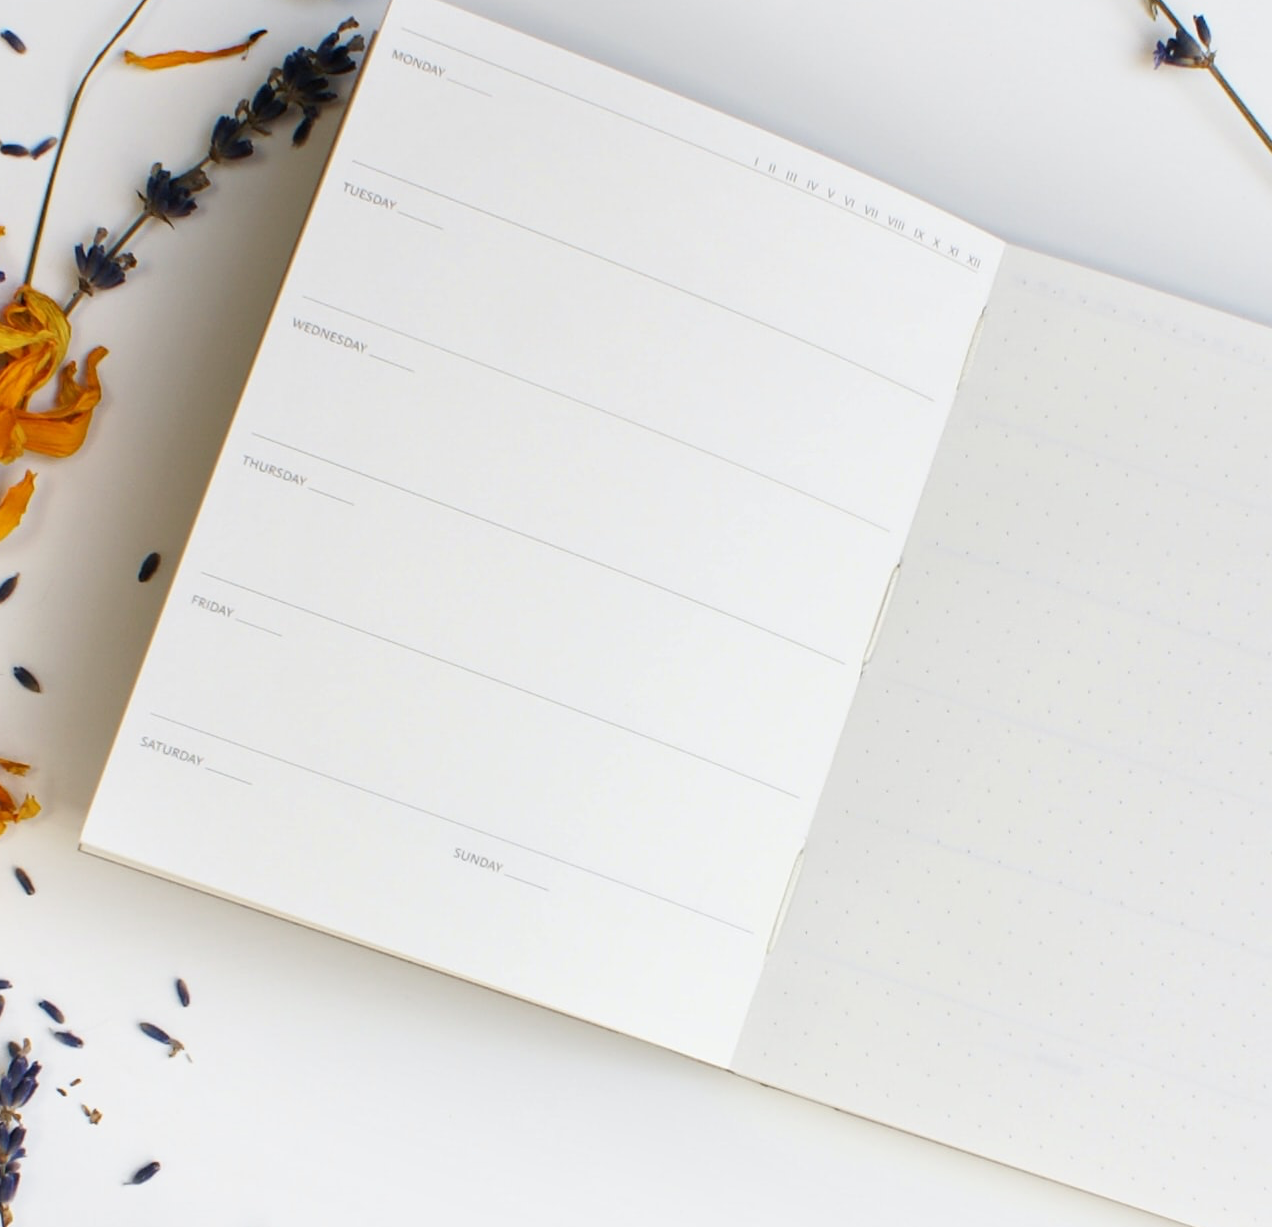 I II III IV V VI VII VIII IX X XI XII
MONDAY
TUESDAY
WEDNESDAY
THURSDAY
FRIDAY
SATURDAY
SUNDAY